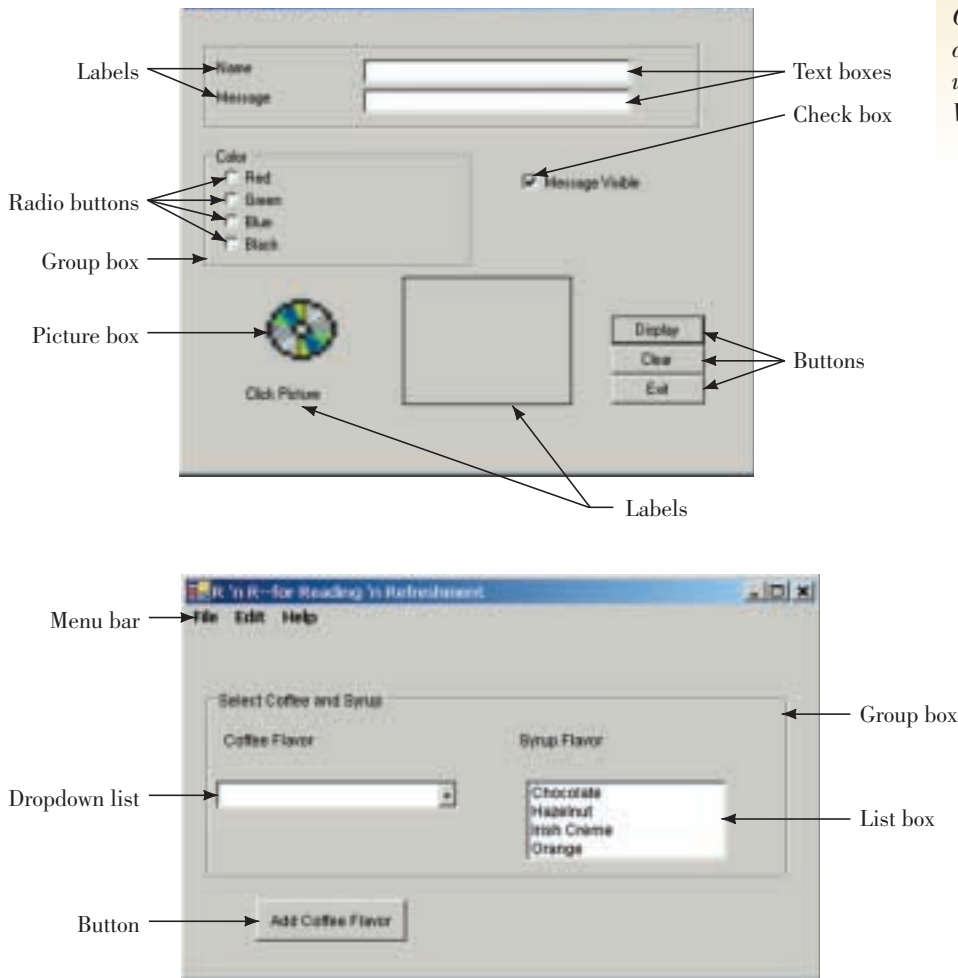 Labels
Name
Message
Text boxes
Check box
Color
Red
Green
Blue
Black
Message Visible
Radio buttons
Group box
Picture box
Click Picture
Display
Clear
Exit
Buttons
Labels
R 'n R--for Reading 'n Refreshment
Menu bar
File Edit Help
Select Coffee and Syrup
Group box
Coffee Flavor
Syrup Flavor
Dropdown list
Chocolate
Hazelnut
Irish Crème
Orange
List box
Button
Add Coffee Flavor